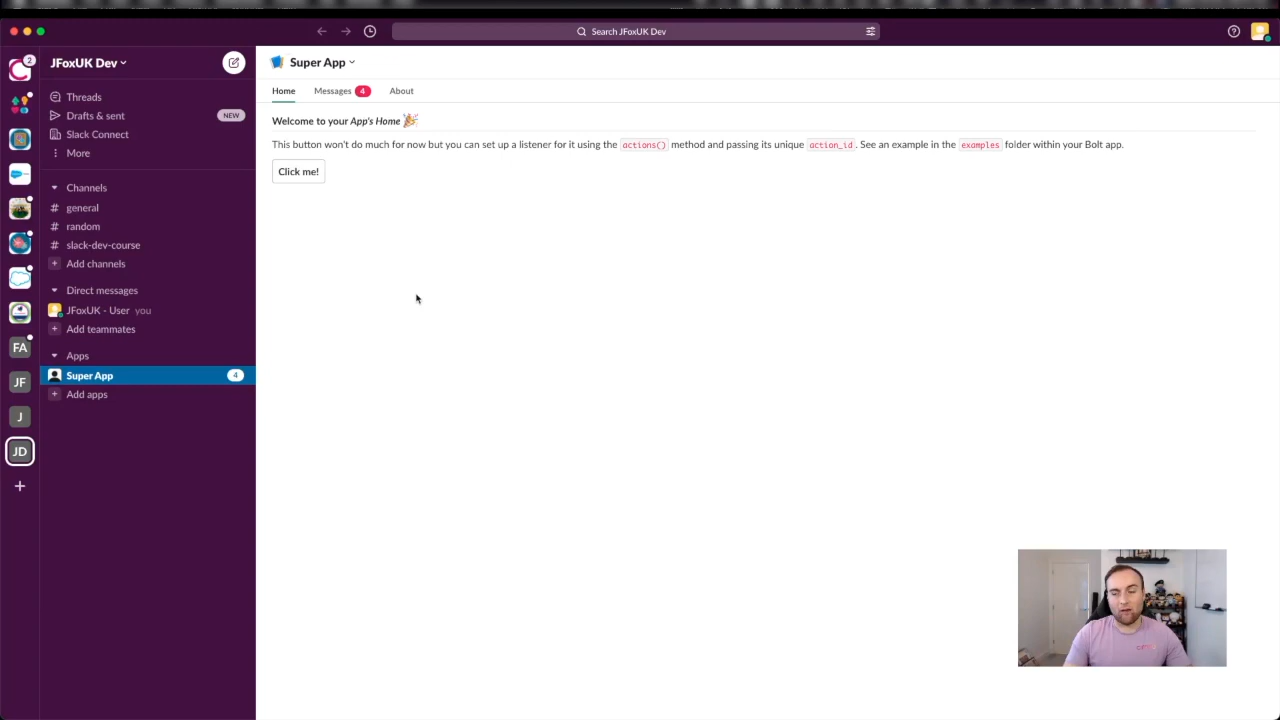 Search JFoxUK Dev
2
JFoxUK Dev
Threads
Drafts & sent NEW
Slack Connect
More
Channels
# general
# random
# slack-dev-course
+ Add channels
Direct messages
JFoxUK - User you
+ Add teammates
Apps
Super App 4
+ Add apps
FA
JF
J
JD
+
Super App
Home Messages 4 About
Welcome to your App's Home
This button won't do much for now but you can set up a listener for it using the actions() method and passing its unique action_id. See an example in the examples folder within your Bolt app.
Click me!